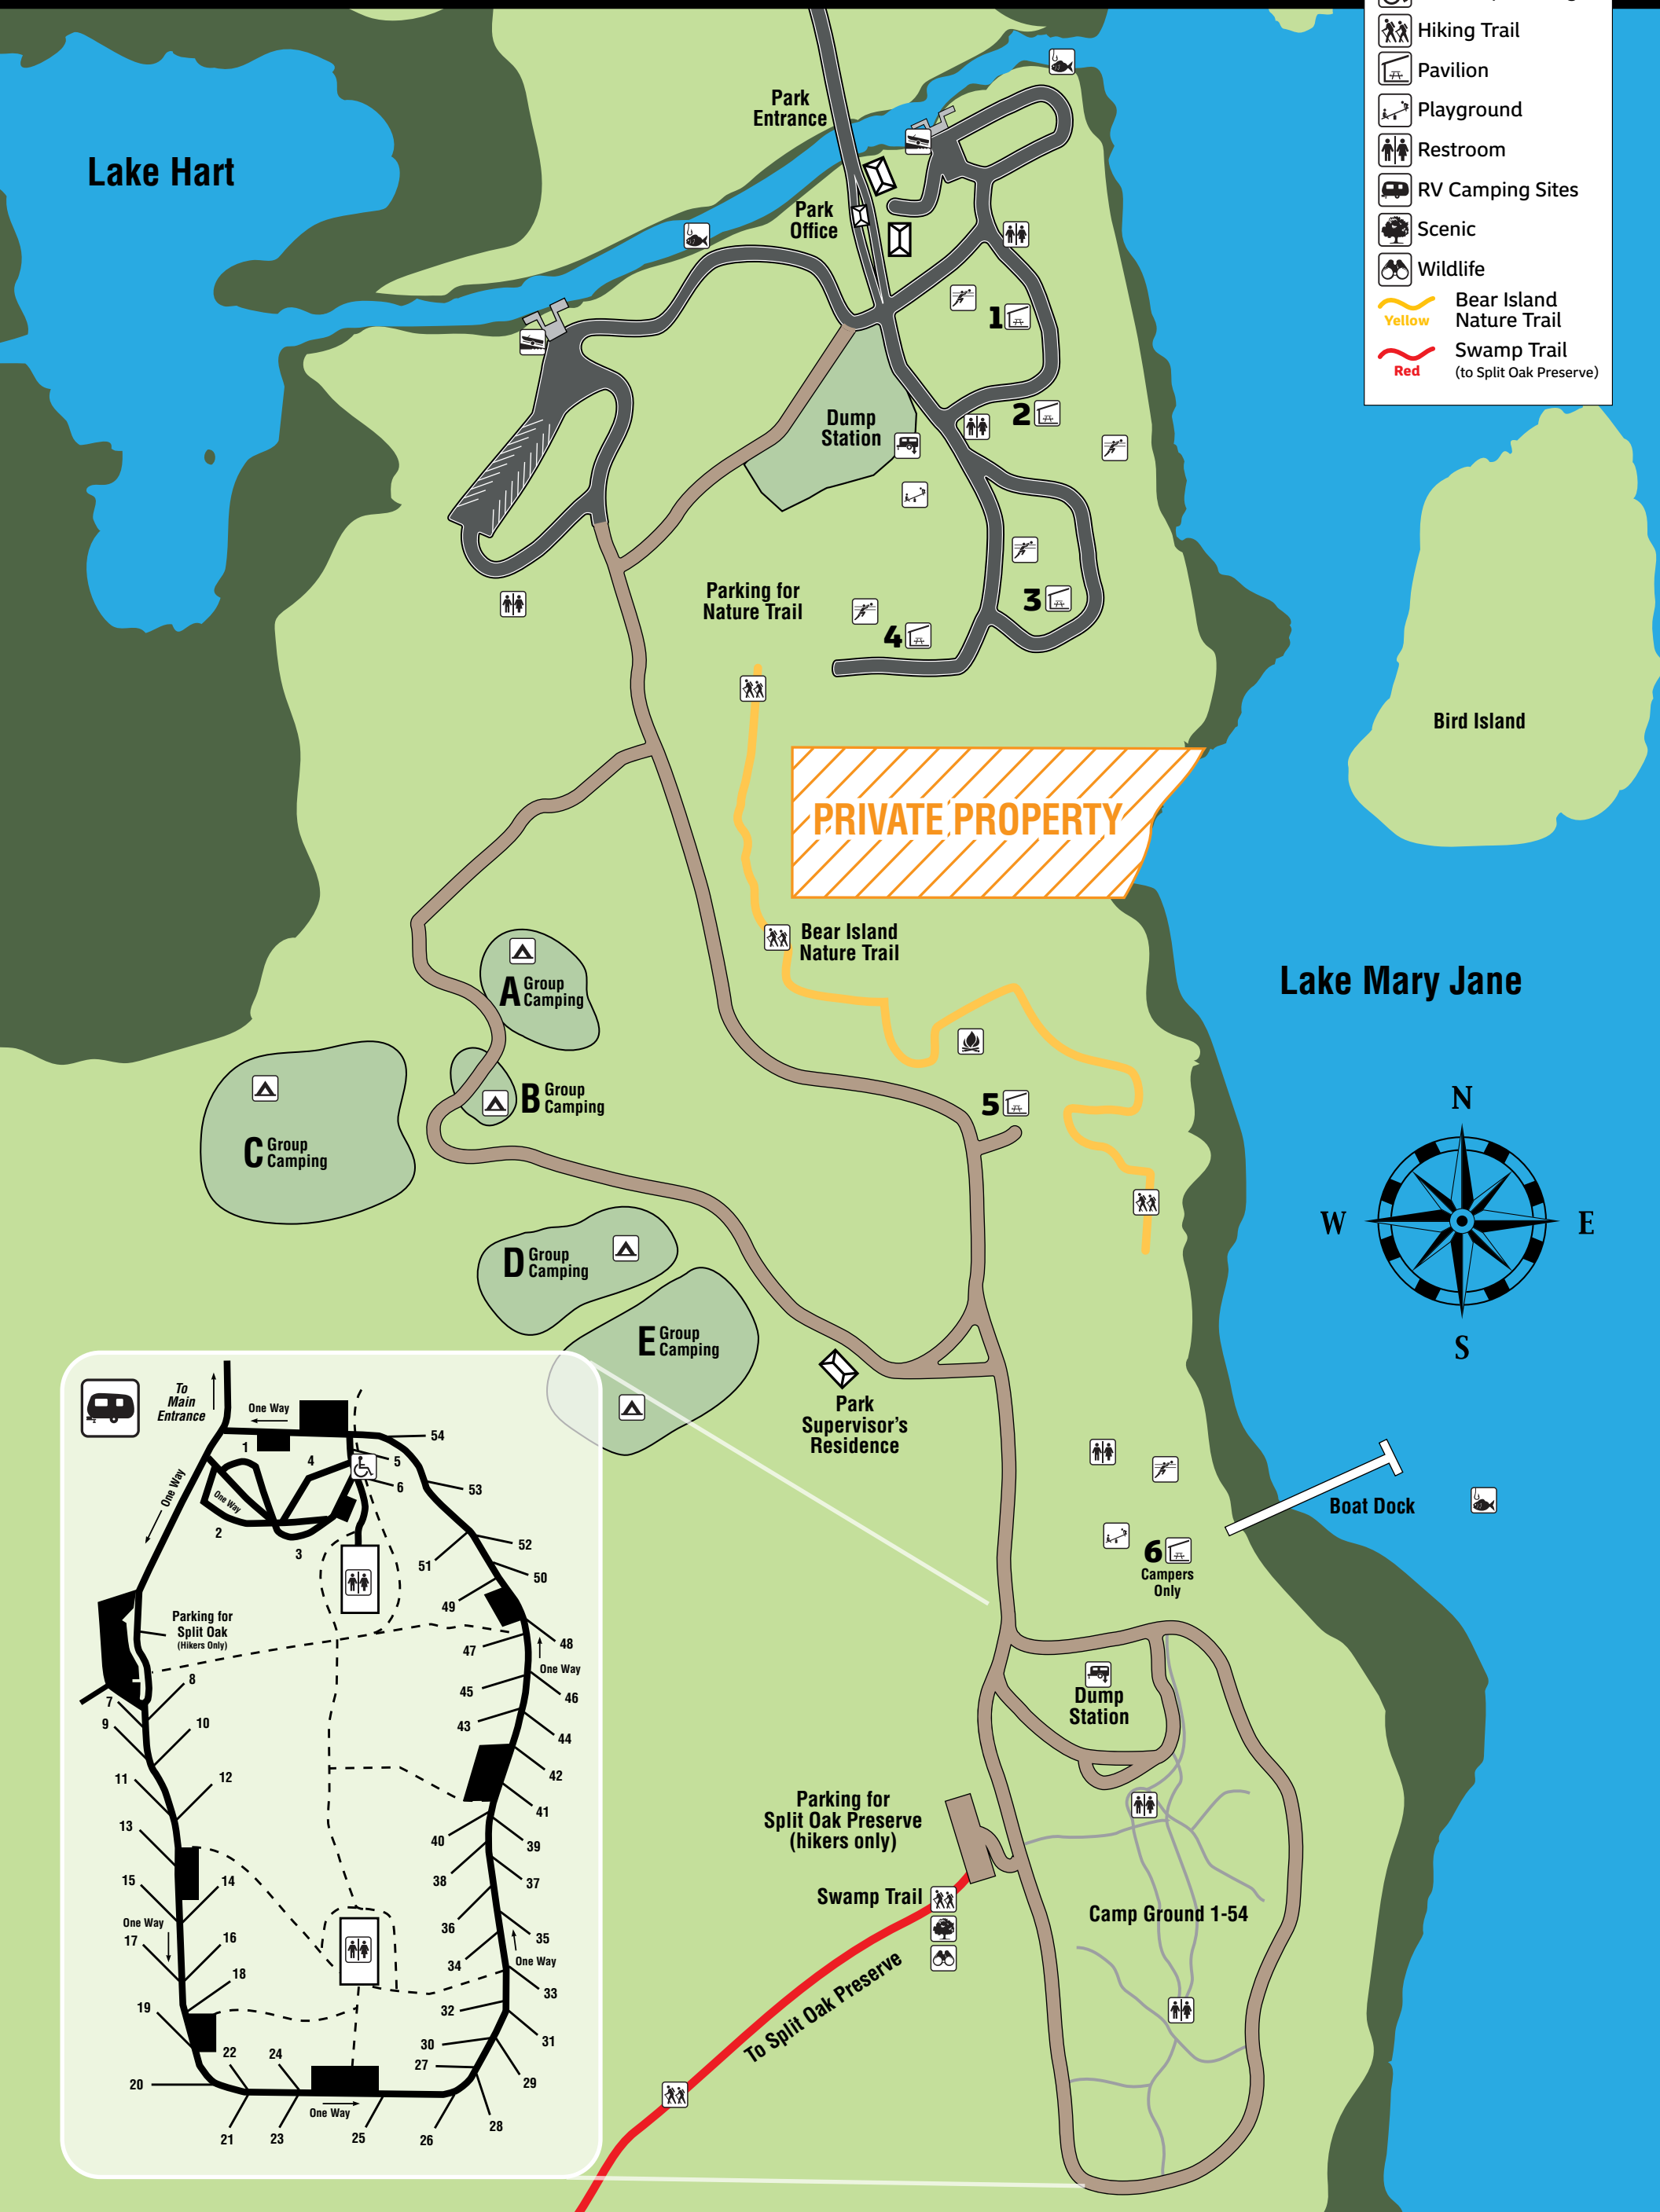 Hiking Trail
Pavilion
Playground
Restroom
RV Camping Sites
Scenic
Wildlife
Yellow
Bear Island
Nature Trail
Red
Swamp Trail
(to Split Oak Preserve)
Lake Hart
Park
Entrance
Park
Office
1
2
Dump
Station
3
4
Parking for
Nature Trail
Bird Island
PRIVATE PROPERTY
Bear Island
Nature Trail
Lake Mary Jane
A Group
Camping
B Group
Camping
C Group
Camping
5
N
W
E
S
D Group
Camping
E Group
Camping
Park
Supervisor's
Residence
Boat Dock
6
Campers
Only
Dump
Station
Parking for
Split Oak Preserve
(hikers only)
Swamp Trail
To Split Oak Preserve
Camp Ground 1-54
To
Main
Entrance
One Way
One Way
One Way
1
2
3
4
5
6
54
53
52
51
50
49
48
47
One Way
46
45
44
43
42
41
40
39
38
37
36
35
34
One Way
33
32
31
30
29
28
27
26
25
One Way
24
23
22
21
20
19
18
17
16
One Way
15
14
13
12
11
10
9
8
7
Parking for
Split Oak
(Hikers Only)